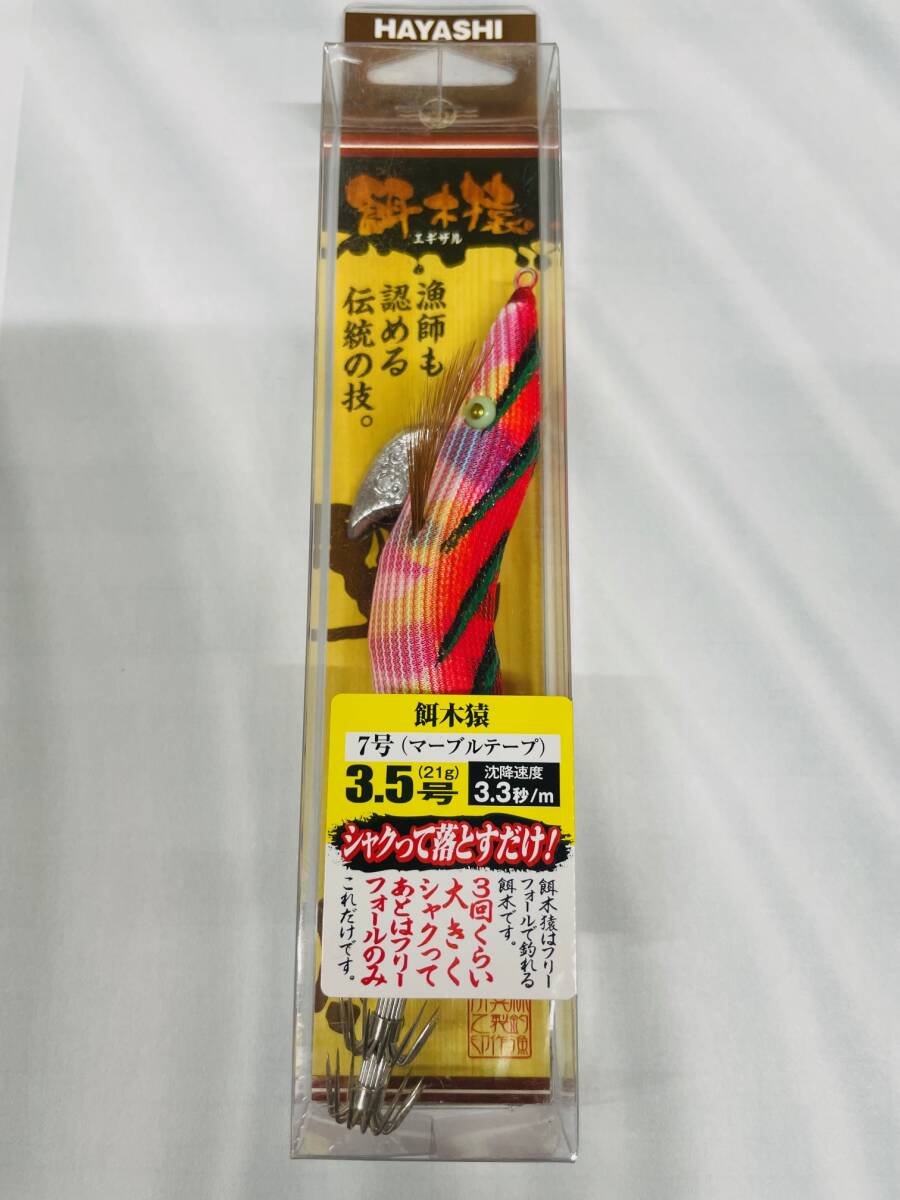 HAYASHI
餌木猿
エギザル
漁師も
認める
伝統の技。
餌木猿
7号(マーブルテープ)
3.5号
(21g)
沈降速度
3.3秒/m
シャクって落とすだけ!
餌木猿はフリー
フォールで釣れる
餌木です。
3回くらい
大きく
シャクって
あとはフリー
フォールのみ
これだけです。